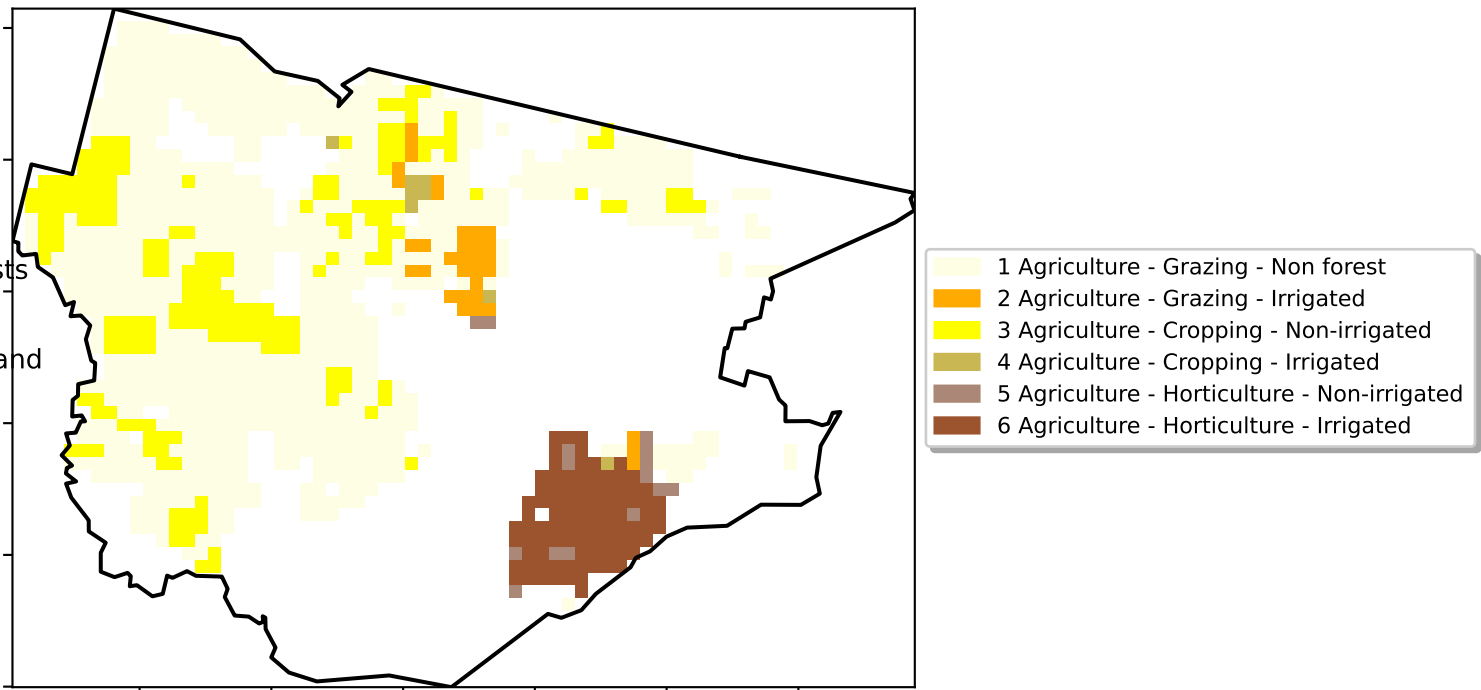 sts
and
1 Agriculture - Grazing - Non forest
2 Agriculture - Grazing - Irrigated
3 Agriculture - Cropping - Non-irrigated
4 Agriculture - Cropping - Irrigated
5 Agriculture - Horticulture - Non-irrigated
6 Agriculture - Horticulture - Irrigated